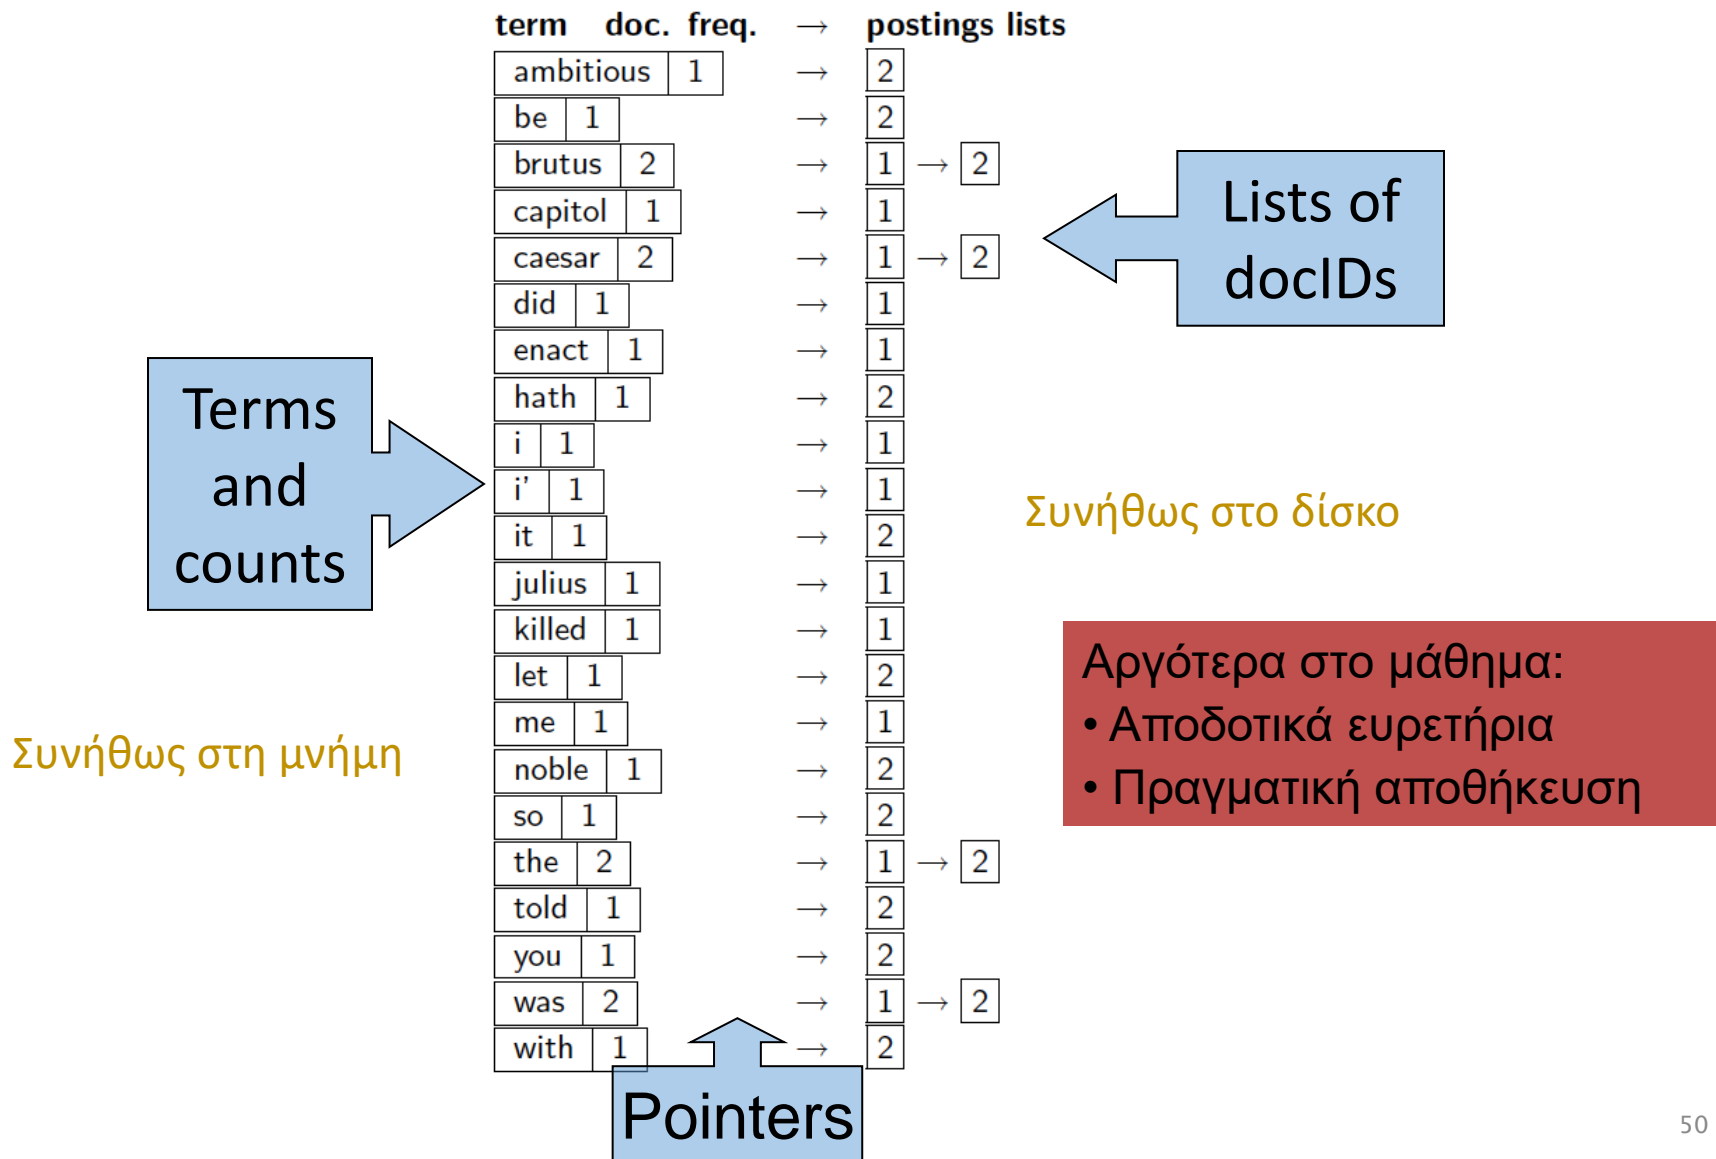 term doc. freq. → postings lists
ambitious 1 → 2
be 1 → 2
brutus 2 → 1 → 2
capitol 1 → 1
caesar 2 → 1 → 2
did 1 → 1
enact 1 → 1
hath 1 → 2
i 1 → 1
i' 1 → 1
it 1 → 2
julius 1 → 1
killed 1 → 1
let 1 → 2
me 1 → 1
noble 1 → 2
so 1 → 2
the 2 → 1 → 2
told 1 → 2
you 1 → 2
was 2 → 1 → 2
with 1 → 2
Lists of
docIDs
Terms
and
counts
Συνήθως στο δίσκο
Αργότερα στο μάθημα:
• Αποδοτικά ευρετήρια
• Πραγματική αποθήκευση
Συνήθως στη μνήμη
Pointers
50